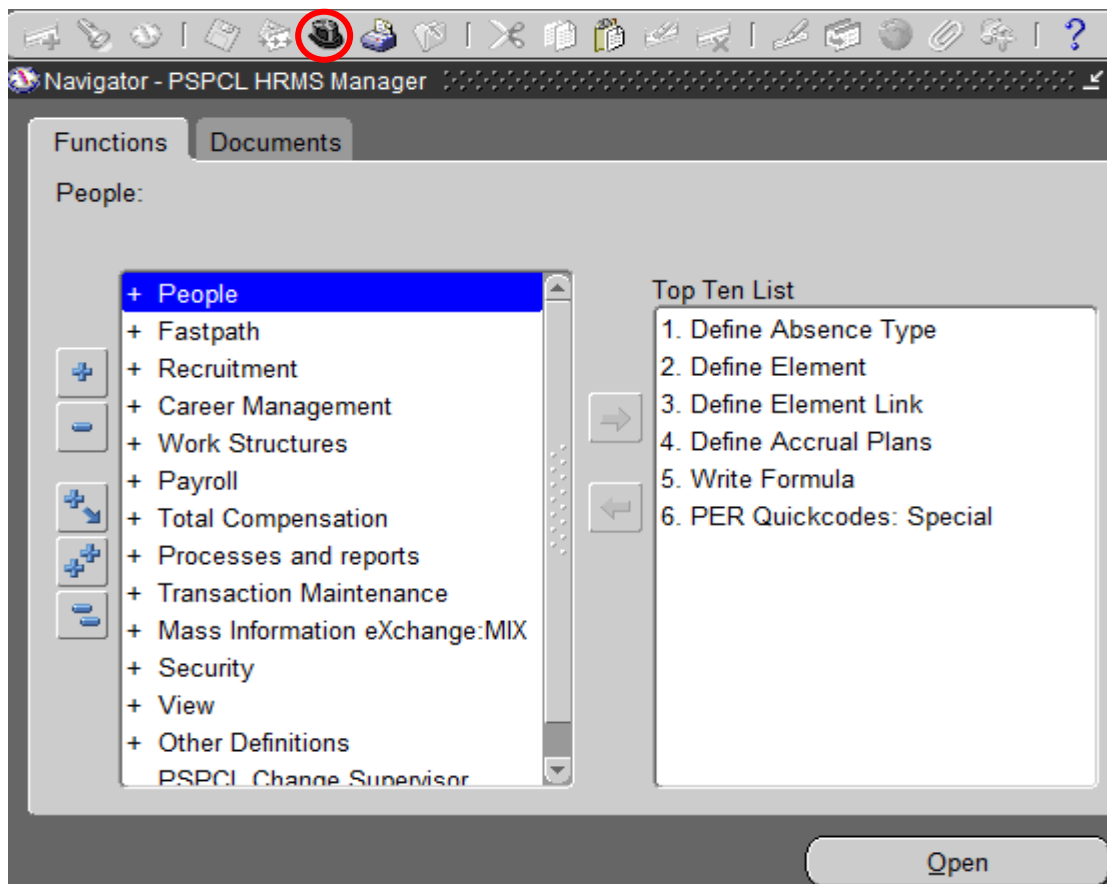 Navigator - PSPCL HRMS Manager
Functions
Documents
People:
+ People
+ Fastpath
+ Recruitment
+ Career Management
+ Work Structures
+ Payroll
+ Total Compensation
+ Processes and reports
+ Transaction Maintenance
+ Mass Information eXchange:MIX
+ Security
+ View
+ Other Definitions
PSPCL Change Supervisor
Top Ten List
1. Define Absence Type
2. Define Element
3. Define Element Link
4. Define Accrual Plans
5. Write Formula
6. PER Quickcodes: Special
Open